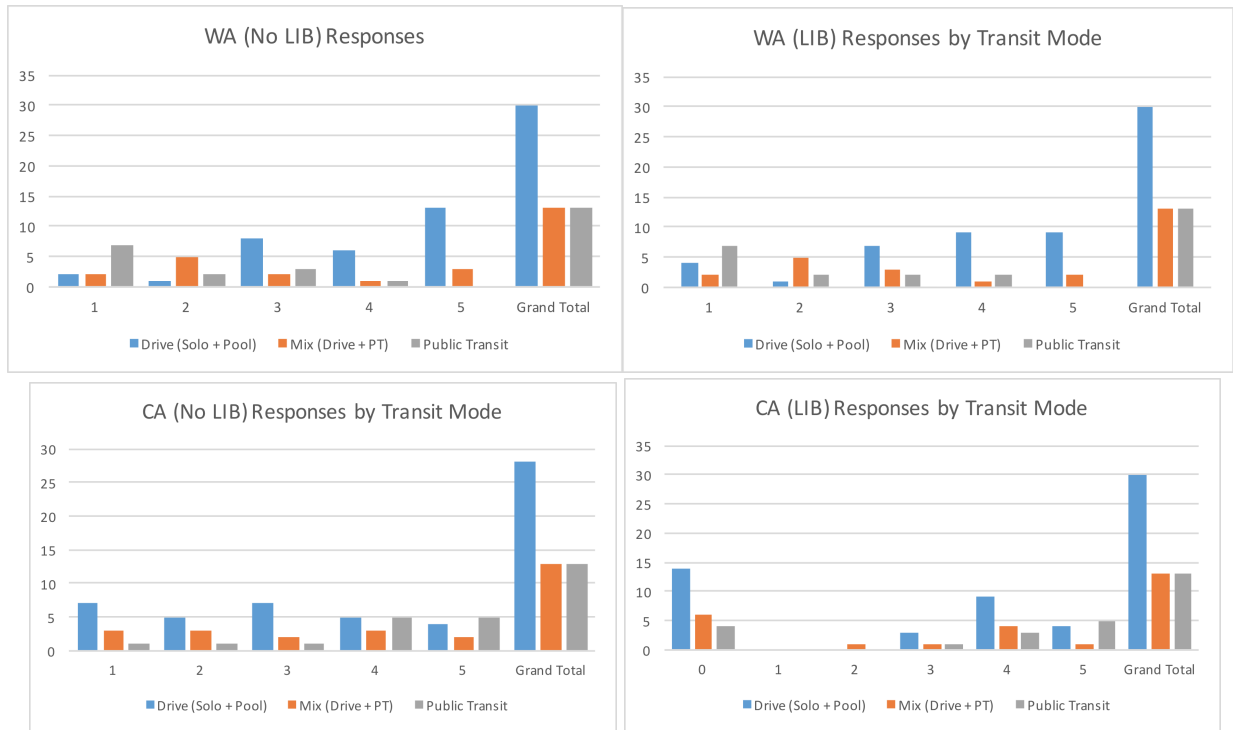 WA (No LIB) Responses
35
30
25
20
15
10
5
0
1 2 3 4 5 Grand Total
Drive (Solo + Pool) Mix (Drive + PT) Public Transit
WA (LIB) Responses by Transit Mode
35
30
25
20
15
10
5
0
1 2 3 4 5 Grand Total
Drive (Solo + Pool) Mix (Drive + PT) Public Transit
CA (No LIB) Responses by Transit Mode
30
25
20
15
10
5
0
1 2 3 4 5 Grand Total
Drive (Solo + Pool) Mix (Drive + PT) Public Transit
CA (LIB) Responses by Transit Mode
35
30
25
20
15
10
5
0
0 1 2 3 4 5 Grand Total
Drive (Solo + Pool) Mix (Drive + PT) Public Transit